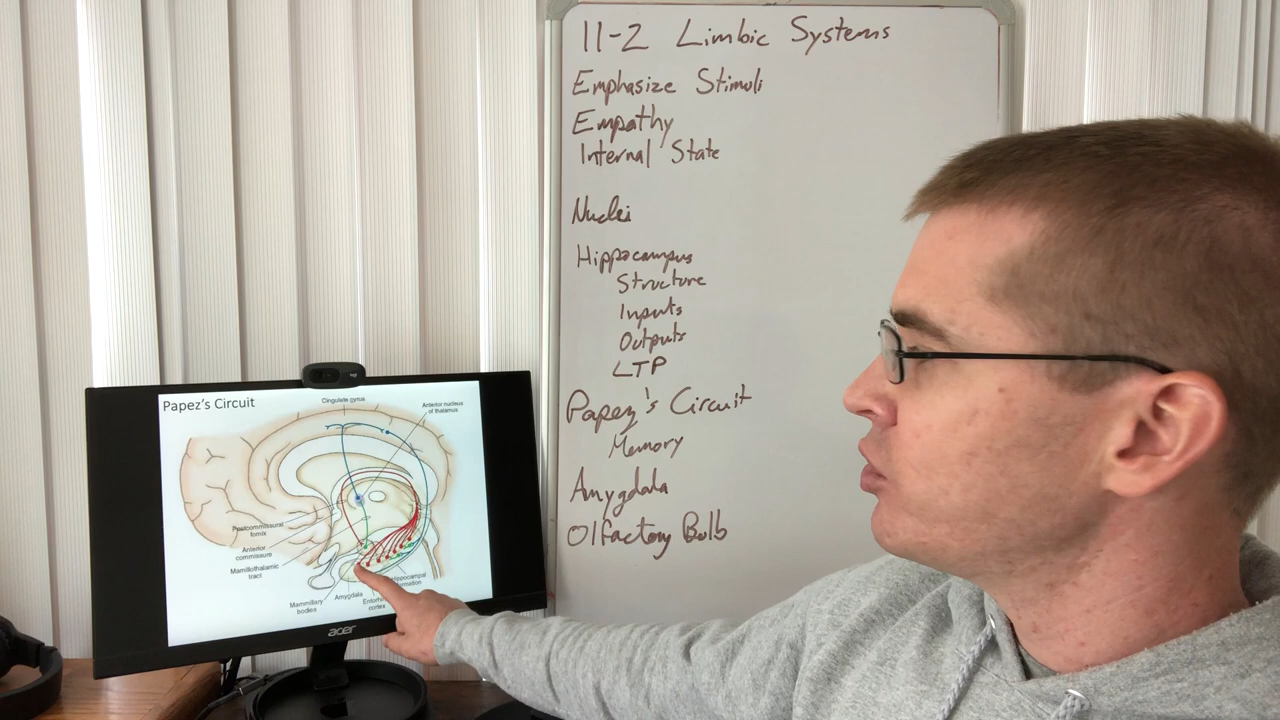 11-2 Limbic Systems
Emphasize Stimuli
Empathy
Internal State
Nuclei
Hippocampus
Structure
Inputs
Outputs
LTP
Papez's Circuit
Memory
Amygdala
Olfactory Bulb
Papez's Circuit
Cingulate gyrus
Anterior nucleus
of thalamus
Postcommissural
fornix
Anterior
commissure
Mamillothalamic
tract
Mammillary
bodies
Amygdala
cortex
acer